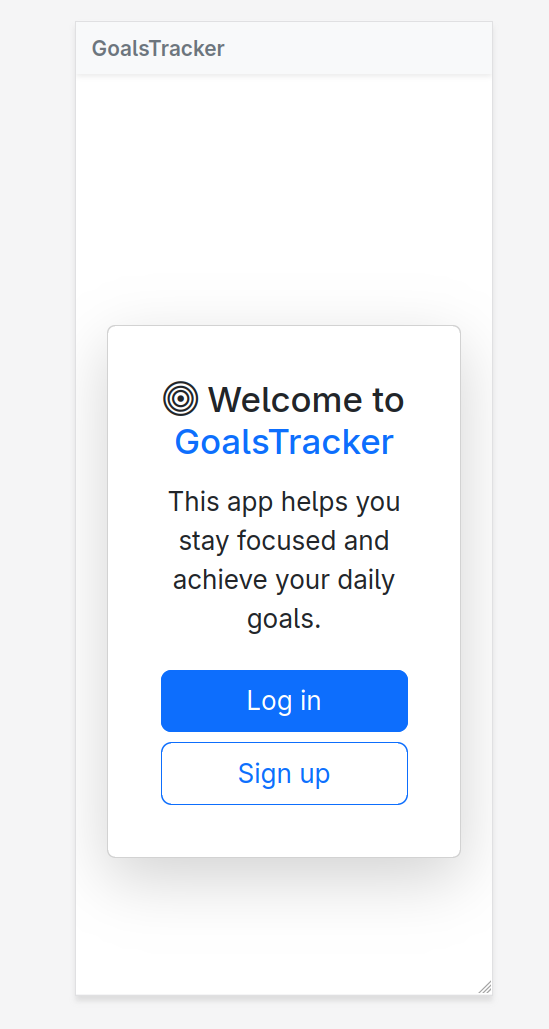 GoalsTracker
Welcome to
GoalsTracker
This app helps you
stay focused and
achieve your daily
goals.
Log in
Sign up